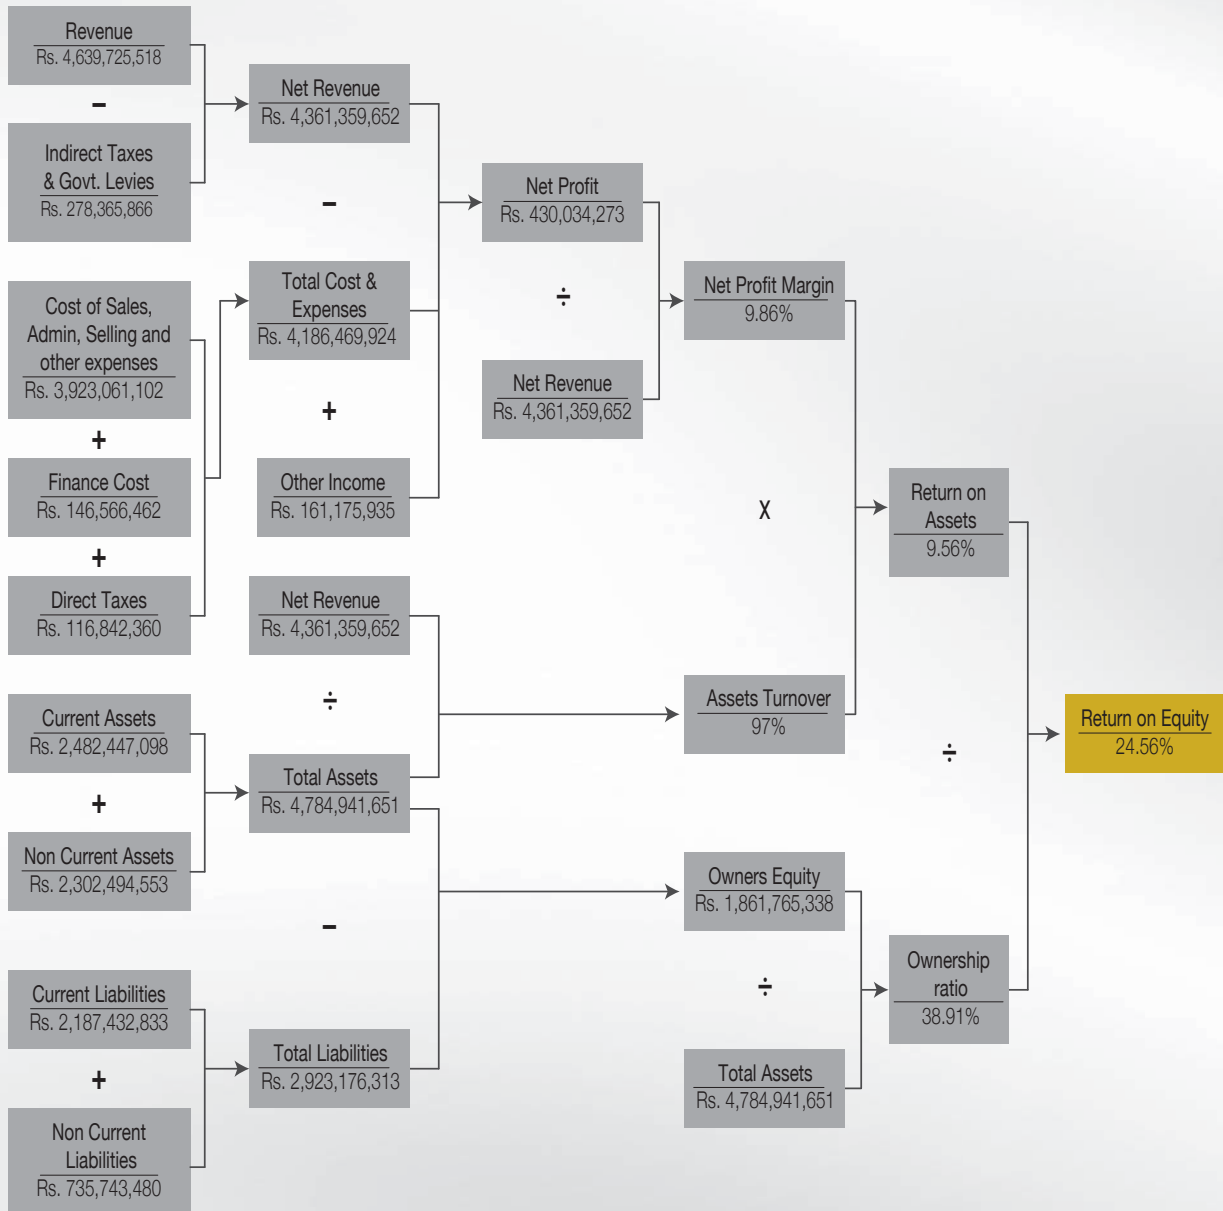 Revenue
Rs. 4,639,725,518
–
Indirect Taxes
& Govt. Levies
Rs. 278,365,866
Cost of Sales,
Admin, Selling and
other expenses
Rs. 3,923,061,102
+
Finance Cost
Rs. 146,566,462
+
Direct Taxes
Rs. 116,842,360
Current Assets
Rs. 2,482,447,098
+
Non Current Assets
Rs. 2,302,494,553
Current Liabilities
Rs. 2,187,432,833
+
Non Current
Liabilities
Rs. 735,743,480
Net Revenue
Rs. 4,361,359,652
–
Total Cost &
Expenses
Rs. 4,186,469,924
+
Other Income
Rs. 161,175,935
Net Revenue
Rs. 4,361,359,652
÷
Total Assets
Rs. 4,784,941,651
–
Total Liabilities
Rs. 2,923,176,313
Net Profit
Rs. 430,034,273
÷
Net Revenue
Rs. 4,361,359,652
Net Profit Margin
9.86%
X
Assets Turnover
97%
Owners Equity
Rs. 1,861,765,338
÷
Total Assets
Rs. 4,784,941,651
Return on
Assets
9.56%
÷
Ownership
ratio
38.91%
Return on Equity
24.56%